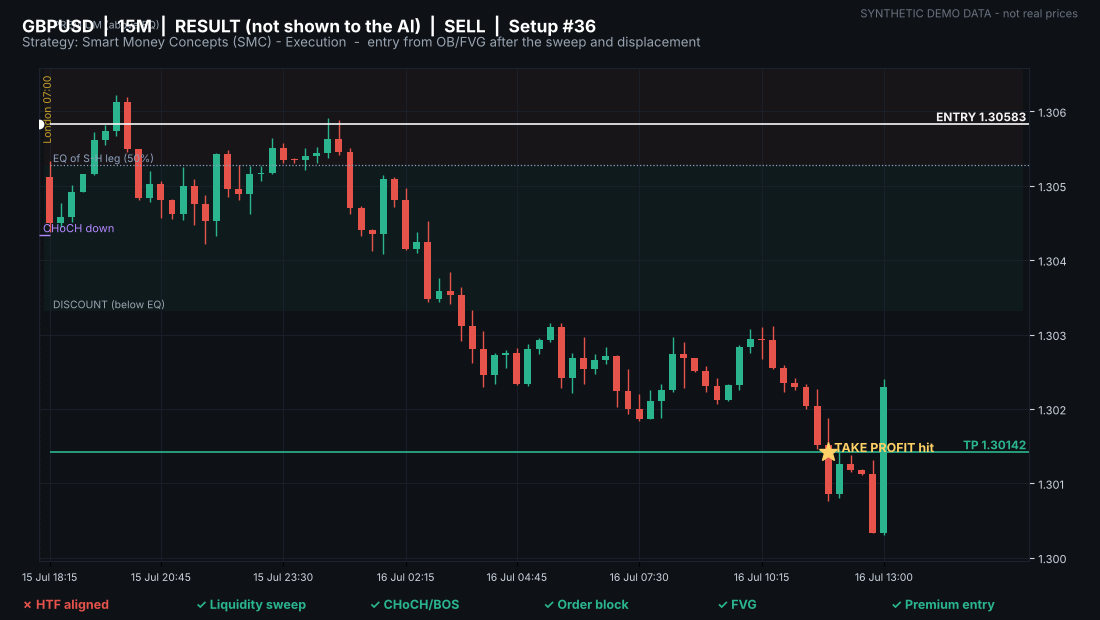 SYNTHETIC DEMO DATA - not real prices
GBPUSD | 15M | RESULT (not shown to the AI) | SELL | Setup #36
Strategy: Smart Money Concepts (SMC) - Execution - entry from OB/FVG after the sweep and displacement
London 07:00
ENTRY 1.30583
EQ of S-H leg (50%)
CHoCH down
DISCOUNT (below EQ)
TAKE PROFIT hit
TP 1.30142
1.306
1.305
1.304
1.303
1.302
1.301
1.300
15 Jul 18:15 15 Jul 20:45 15 Jul 23:30 16 Jul 02:15 16 Jul 04:45 16 Jul 07:30 16 Jul 10:15 16 Jul 13:00
× HTF aligned ✓ Liquidity sweep ✓ CHoCH/BOS ✓ Order block ✓ FVG ✓ Premium entry